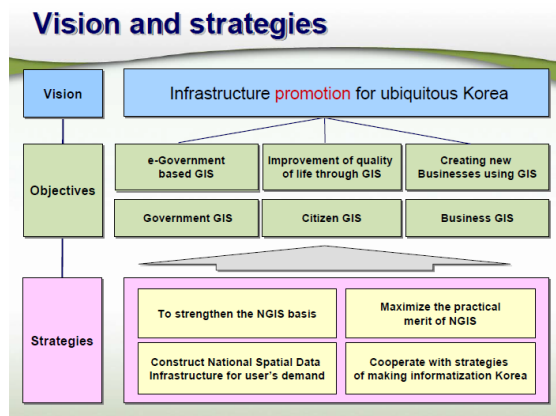 Vision and strategies
Vision
Infrastructure promotion for ubiquitous Korea
Objectives
e-Government
based GIS
Improvement of quality
of life through GIS
Creating new
Businesses using GIS
Government GIS
Citizen GIS
Business GIS
Strategies
To strengthen the NGIS basis
Maximize the practical
merit of NGIS
Construct National Spatial Data
Infrastructure for user's demand
Cooperate with strategies
of making informatization Korea